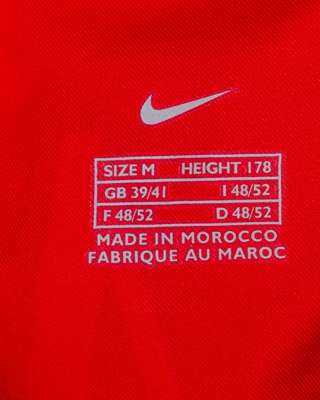 SIZE M HEIGHT 178
GB 39/41 I 48/52
F 48/52 D 48/52
MADE IN MOROCCO
FABRIQUE AU MAROC